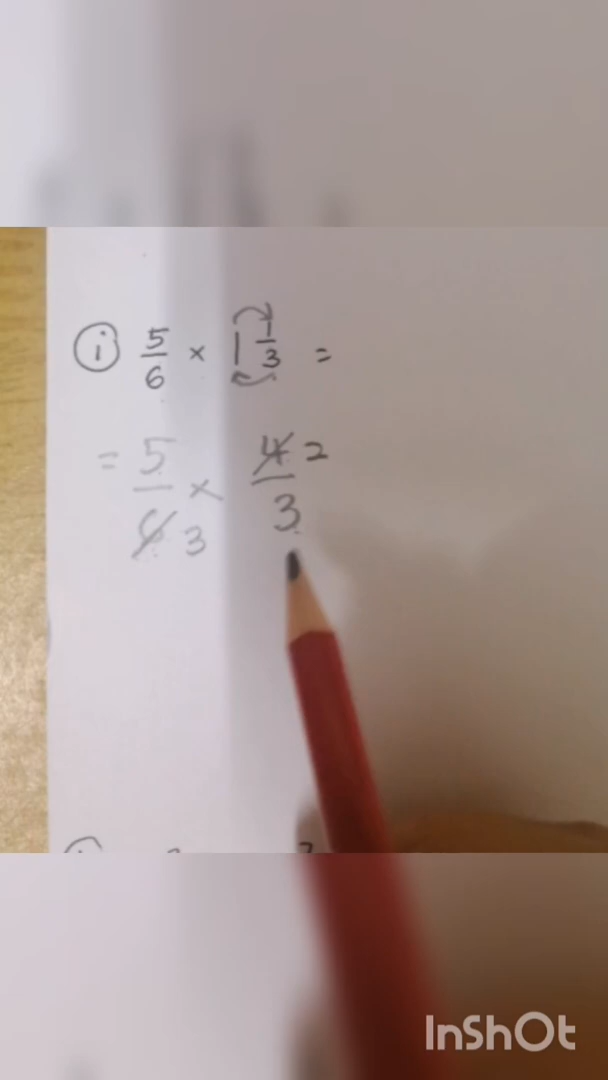 i 5/6 × 1 1/3 =
= 5/6 3 × 4/3 2
InShOt